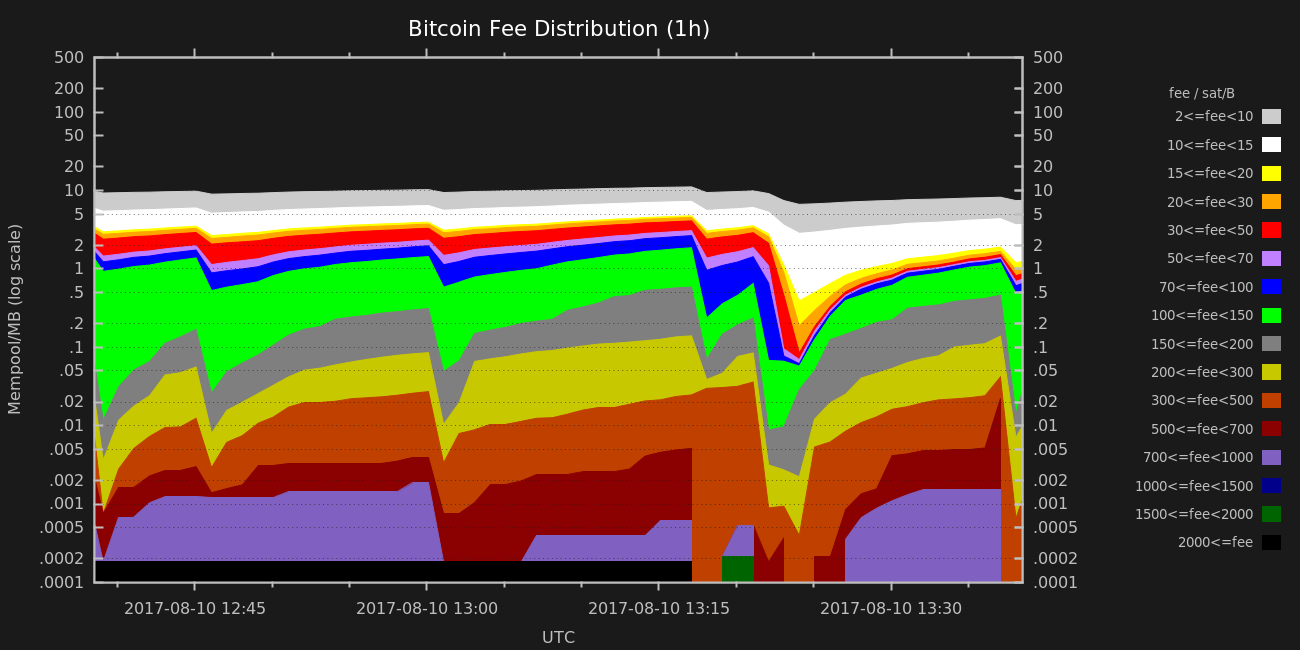 Bitcoin Fee Distribution (1h)
500
200
100
50
20
10
5
2
1
.5
.2
.1
.05
.02
.01
.005
.002
.001
.0005
.0002
.0001
Mempool/MB (log scale)
500
200
100
50
20
10
5
2
1
.5
.2
.1
.05
.02
.01
.005
.002
.001
.0005
.0002
.0001
2017-08-10 12:45
2017-08-10 13:00
2017-08-10 13:15
2017-08-10 13:30
UTC
fee / sat/B
2<=fee<10
10<=fee<15
15<=fee<20
20<=fee<30
30<=fee<50
50<=fee<70
70<=fee<100
100<=fee<150
150<=fee<200
200<=fee<300
300<=fee<500
500<=fee<700
700<=fee<1000
1000<=fee<1500
1500<=fee<2000
2000<=fee